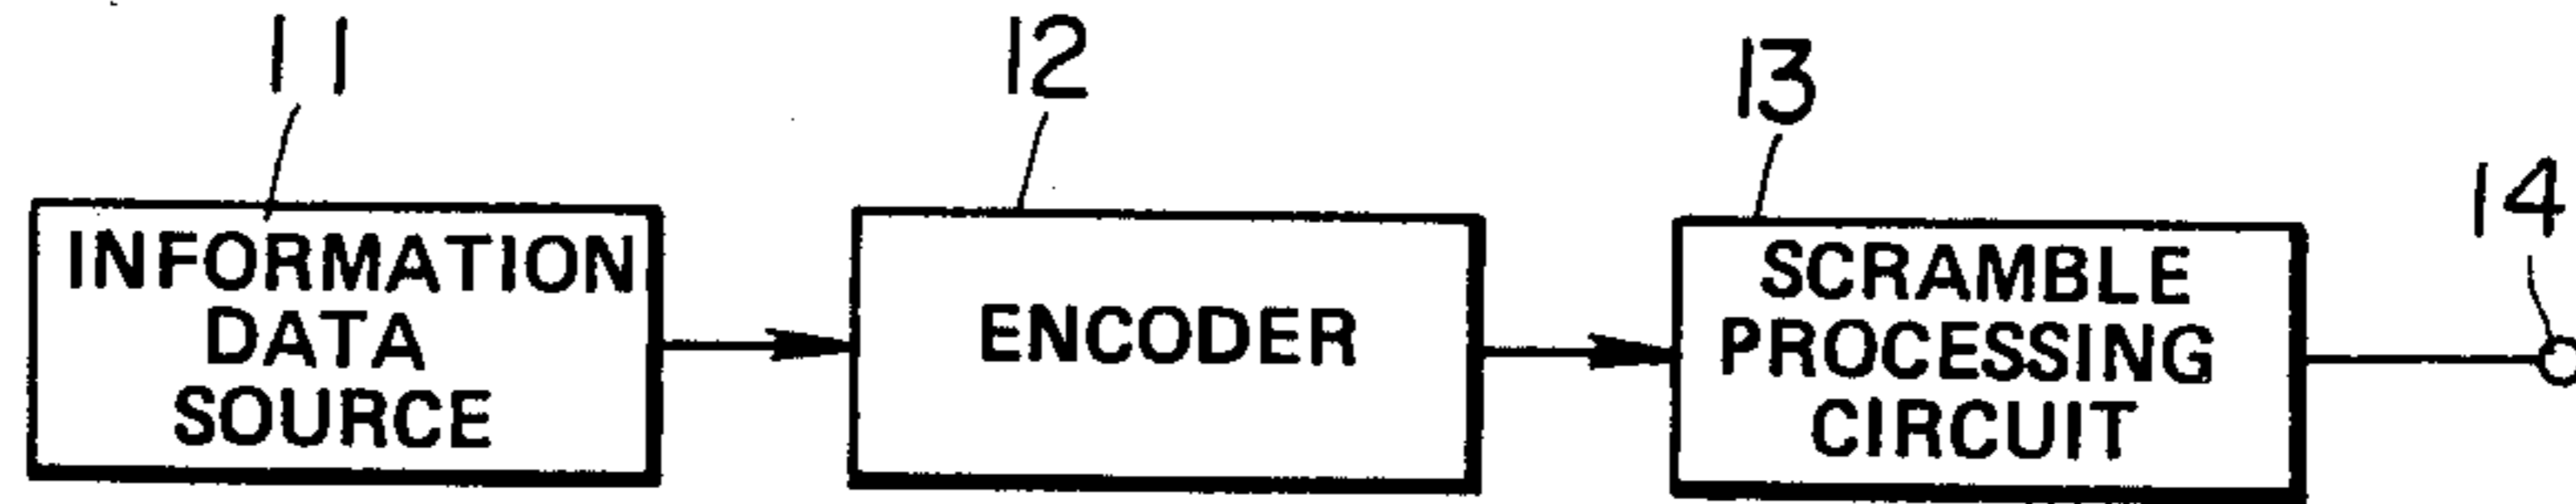 11
12
13
14
INFORMATION
DATA
SOURCE
ENCODER
SCRAMBLE
PROCESSING
CIRCUIT